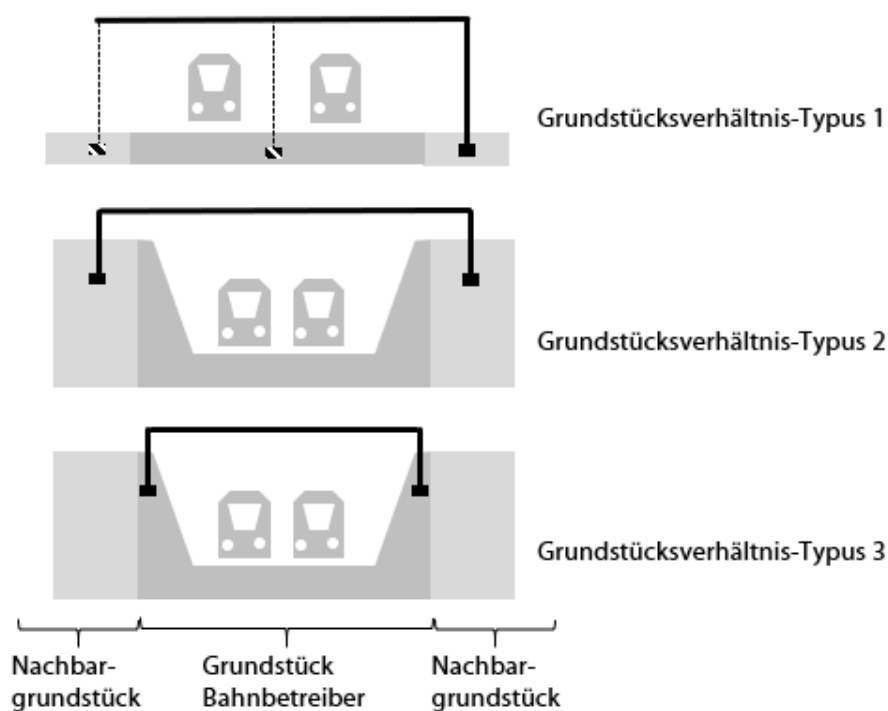 Grundstücksverhältnis-Typus 1
Grundstücksverhältnis-Typus 2
Grundstücksverhältnis-Typus 3
Nachbar-
grundstück
Grundstück
Bahnbetreiber
Nachbar-
grundstück